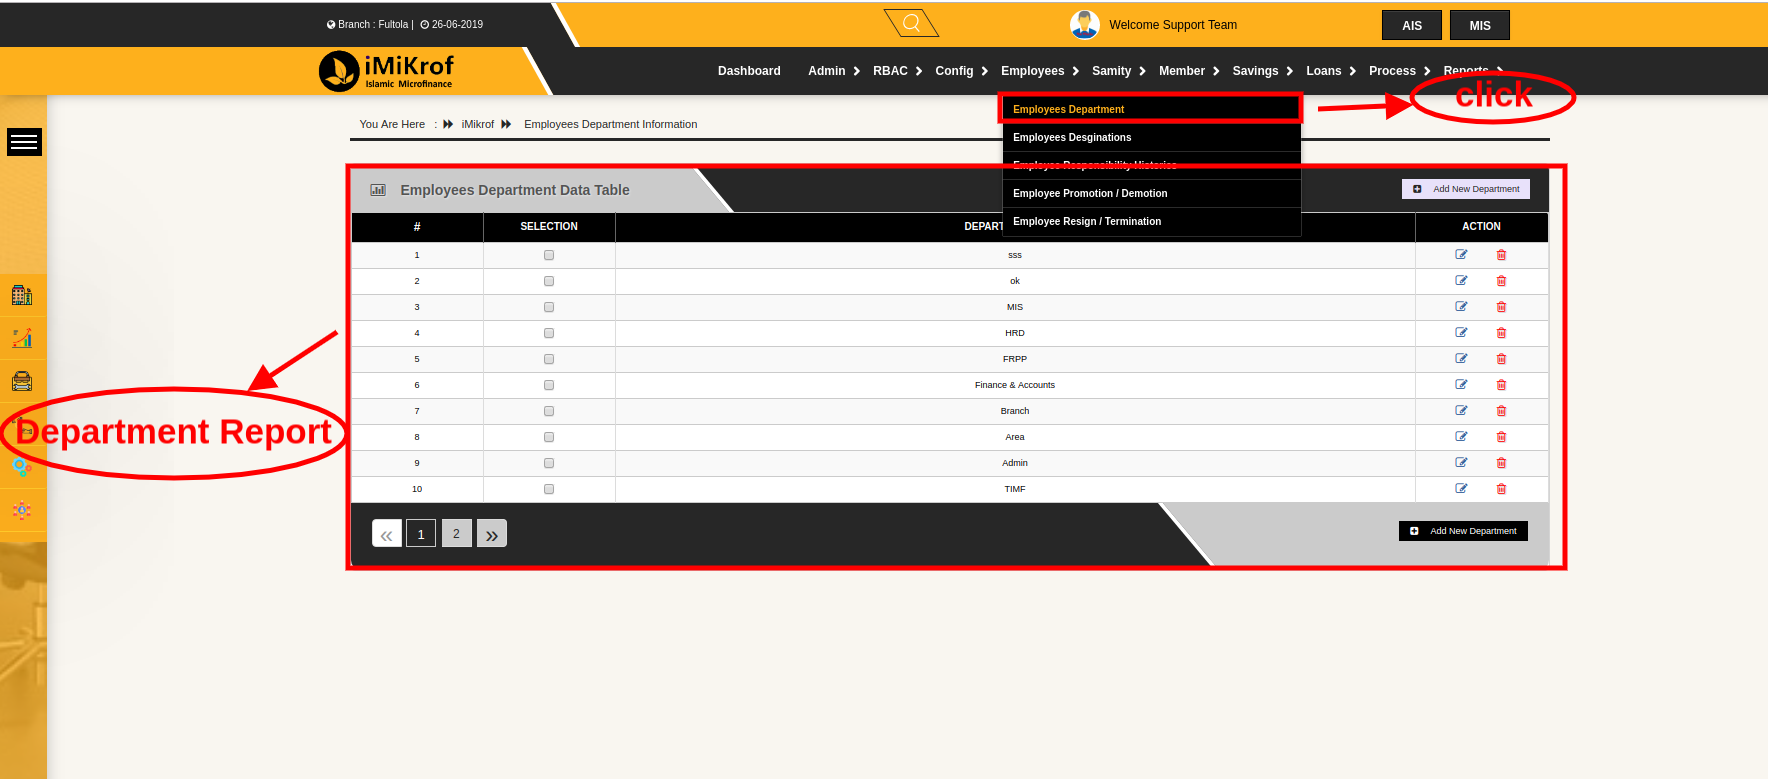 Branch : Fultola | 26-06-2019
Welcome Support Team
AIS
MIS
iMiKrof
Islamic Microfinance
Dashboard Admin RBAC Config Employees Samity Member Savings Loans Process Reports
click
Employees Department
You Are Here : iMikrof Employees Department Information
Employees Desginations
Employee Responsibility Histories
Employee Promotion / Demotion
Employee Resign / Termination
Employees Department Data Table
Add New Department
# SELECTION DEPART ACTION
1 sss
2 ok
3 MIS
4 HRD
5 FRPP
6 Finance & Accounts
7 Branch
8 Area
9 Admin
10 TIMF
Department Report
« 1 2 »
Add New Department